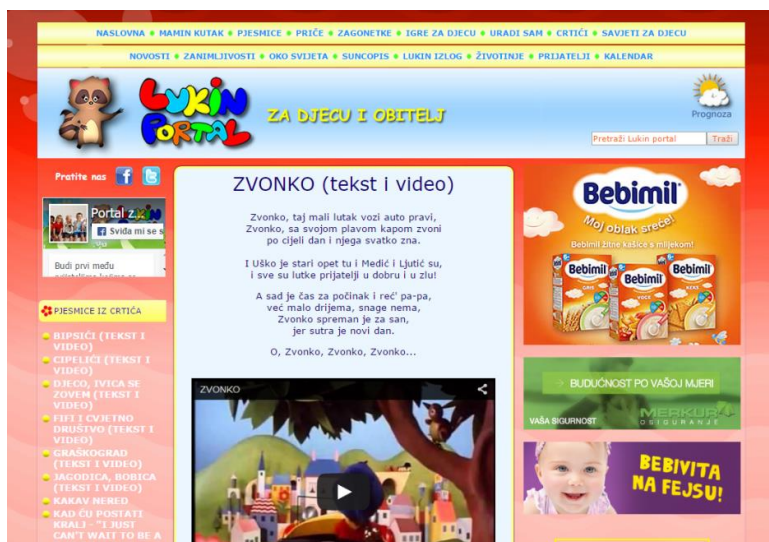 NASLOVNA MAMIN KUTAK PJESMICE PRIČE ZAGONETKE IGRE ZA DJECU URADI SAM CRTIĆI SAVJETI ZA DJECU
NOVOSTI ZANIMLJIVOSTI OKO SVIJETA SUNCOPIS LUKIN IZLOG ŽIVOTINJE PRIJATELJI KALENDAR
LUKIN
PORTAL
ZA DJECU I OBITELJ
Prognoza
Pretraži Lukin portal
Traži
Pratite nas
Portal z
Sviđa mi se s
Budi prvi među
PJESMICE IZ CRTIĆA
BIPSIĆI (TEKST I
VIDEO)
CIPELIĆI (TEKST I
VIDEO)
DJECO, IVICA SE
ZOVEM (TEKST I
VIDEO)
FIFI I CVJETNO
DRUŠTVO (TEKST I
VIDEO)
GRAŠKOGRAD
(TEKST I VIDEO)
JAGODICA, BOBICA
(TEKST I VIDEO)
KAKAV NERED
KAD ĆU POSTATI
KRALJ - "I JUST
CAN'T WAIT TO BE A
ZVONKO (tekst i video)
Zvonko, taj mali lutak vozi auto pravi,
Zvonko, sa svojom plavom kapom zvoni
po cijeli dan i njega svatko zna.
I Uško je stari opet tu i Medić i Ljutić su,
i sve su lutke prijatelji u dobru i u zlu!
A sad je čas za počinak i reć' pa-pa,
već malo drijema, snage nema,
Zvonko spreman je za san,
jer sutra je novi dan.
O, Zvonko, Zvonko, Zvonko...
ZVONKO
Bebimil
Moj oblak sreće!
Bebimil žitne kašice s mlijekom!
Bebimil
Bebimil
Bebimil
VOĆE
KEKS
BUDUĆNOST PO VAŠOJ MJERI
VAŠA SIGURNOST
MERKUR
OSIGURANJE
BEBIVITA
NA FEJSU!